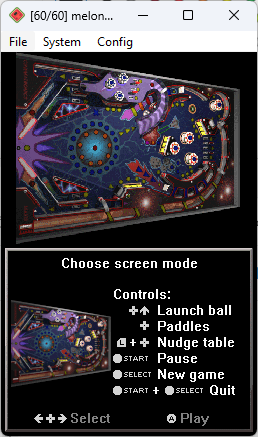 [60/60] melon...
File System Config
Choose screen mode
Controls:
Launch ball
Paddles
L + Nudge table
START Pause
SELECT New game
START + SELECT Quit
Select A Play